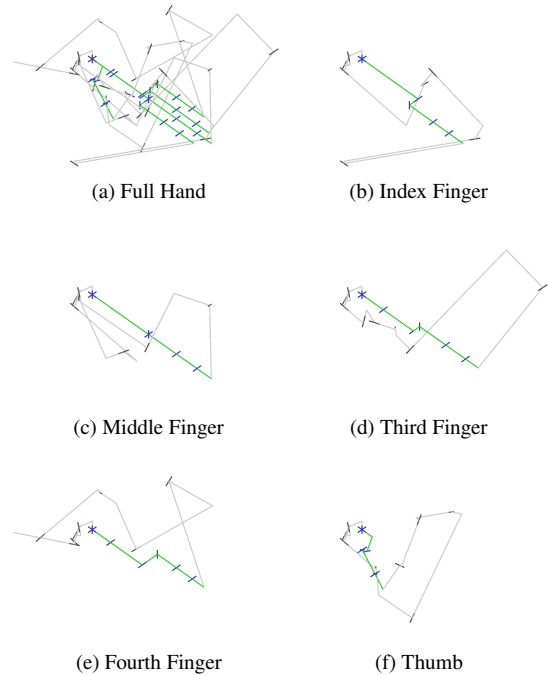 (a) Full Hand
(b) Index Finger
(c) Middle Finger
(d) Third Finger
(e) Fourth Finger
(f) Thumb